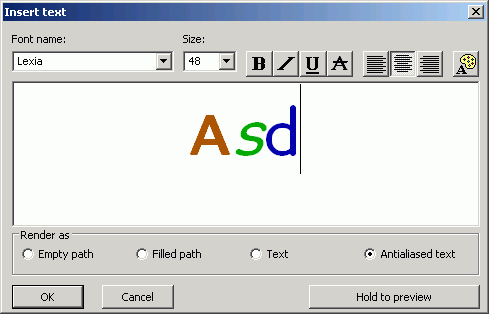 Insert text
Font name: Size:
Lexia 48 B I U A A
Asd
Render as
Empty path Filled path Text Antialiased text
OK Cancel Hold to preview